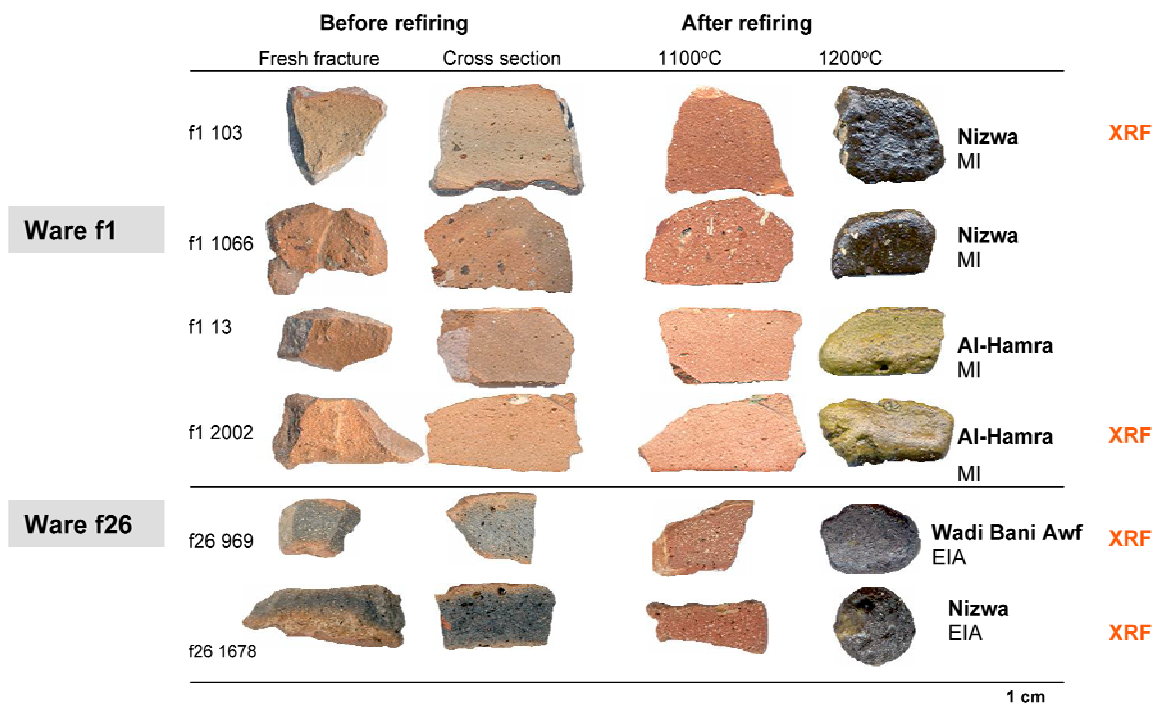 Before refiring After refiring
Fresh fracture Cross section 1100ºC 1200ºC
f1 103 Nizwa XRF
MI
Ware f1
f1 1066 Nizwa
MI
f1 13 Al-Hamra
MI
f1 2002 Al-Hamra XRF
MI
Ware f26
f26 969 Wadi Bani Awf XRF
EIA
Nizwa
EIA XRF
f26 1678
1 cm